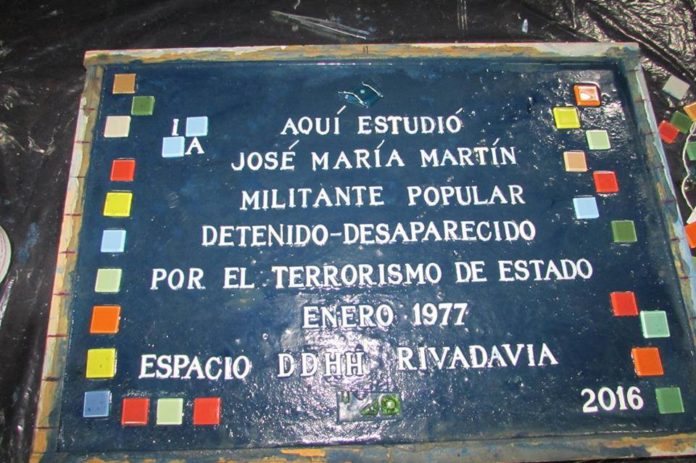 AQUÍ ESTUDIÓ
JOSÉ MARÍA MARTÍN
MILITANTE POPULAR
DETENIDO-DESAPARECIDO
POR EL TERRORISMO DE ESTADO
ENERO 1977
ESPACIO DDHH RIVADAVIA
2016